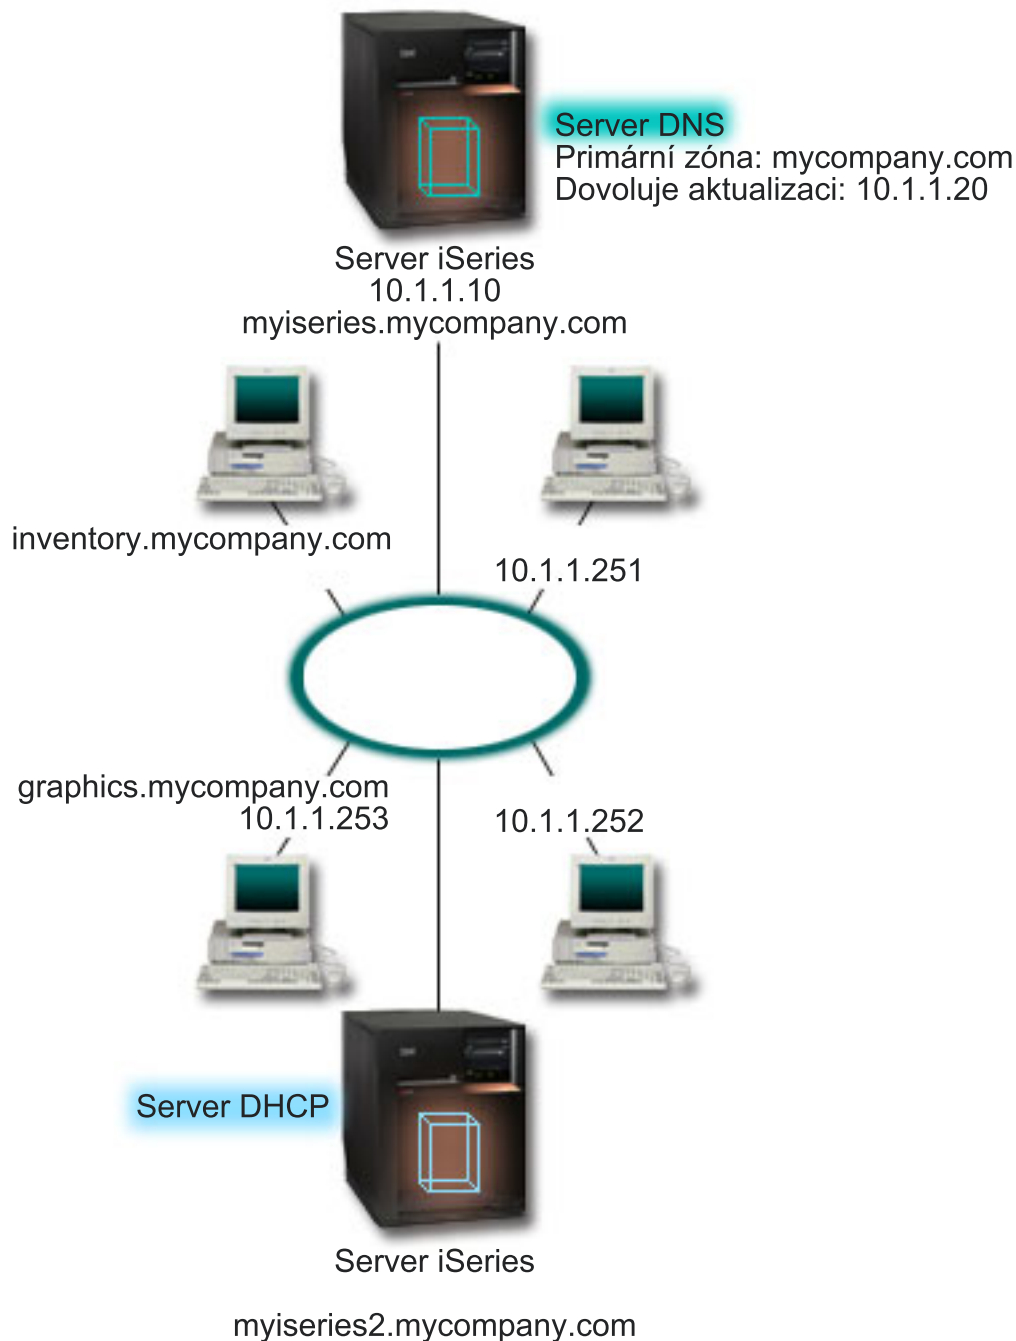 Server DNS
Primární zóna: mycompany.com
Dovoluje aktualizaci: 10.1.1.20
Server iSeries
10.1.1.10
myiseries.mycompany.com
inventory.mycompany.com
10.1.1.251
graphics.mycompany.com
10.1.1.253
10.1.1.252
Server DHCP
Server iSeries
myiseries2.mycompany.com